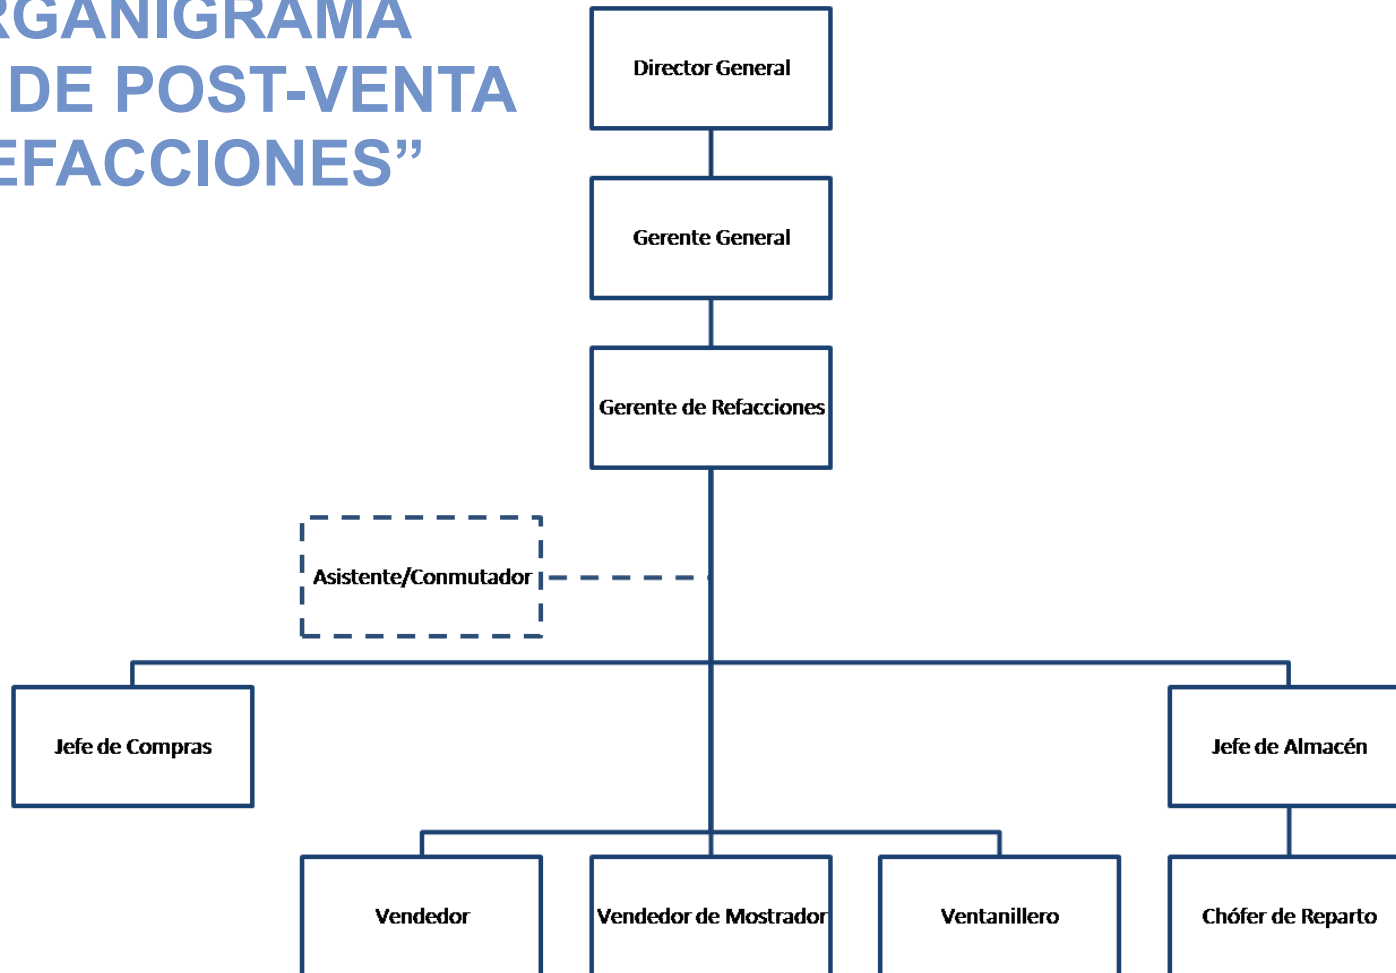 RGANIGRAMA
DE POST-VENTA
EFACCIONES”
Director General
Gerente General
Gerente de Refacciones
Asistente/Conmutador
Jefe de Compras
Jefe de Almacén
Vendedor
Vendedor de Mostrador
Ventanillero
Chófer de Reparto